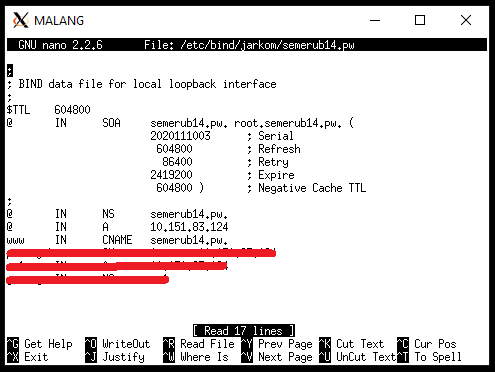 MALANG
GNU nano 2.2.6 File: /etc/bind/jarkom/semerub14.pw
;
; BIND data file for local loopback interface
;
$TTL 604800
@ IN SOA semerub14.pw. root.semerub14.pw. (
2020111003 ; Serial
604800 ; Refresh
86400 ; Retry
2419200 ; Expire
604800 ) ; Negative Cache TTL
;
@ IN NS semerub14.pw.
@ IN A 10.151.83.124
www IN CNAME semerub14.pw.
[ Read 17 lines ]
^G Get Help ^O WriteOut ^R Read File ^Y Prev Page ^K Cut Text ^C Cur Pos
^X Exit ^J Justify ^W Where Is ^V Next Page ^U UnCut Text ^T To Spell